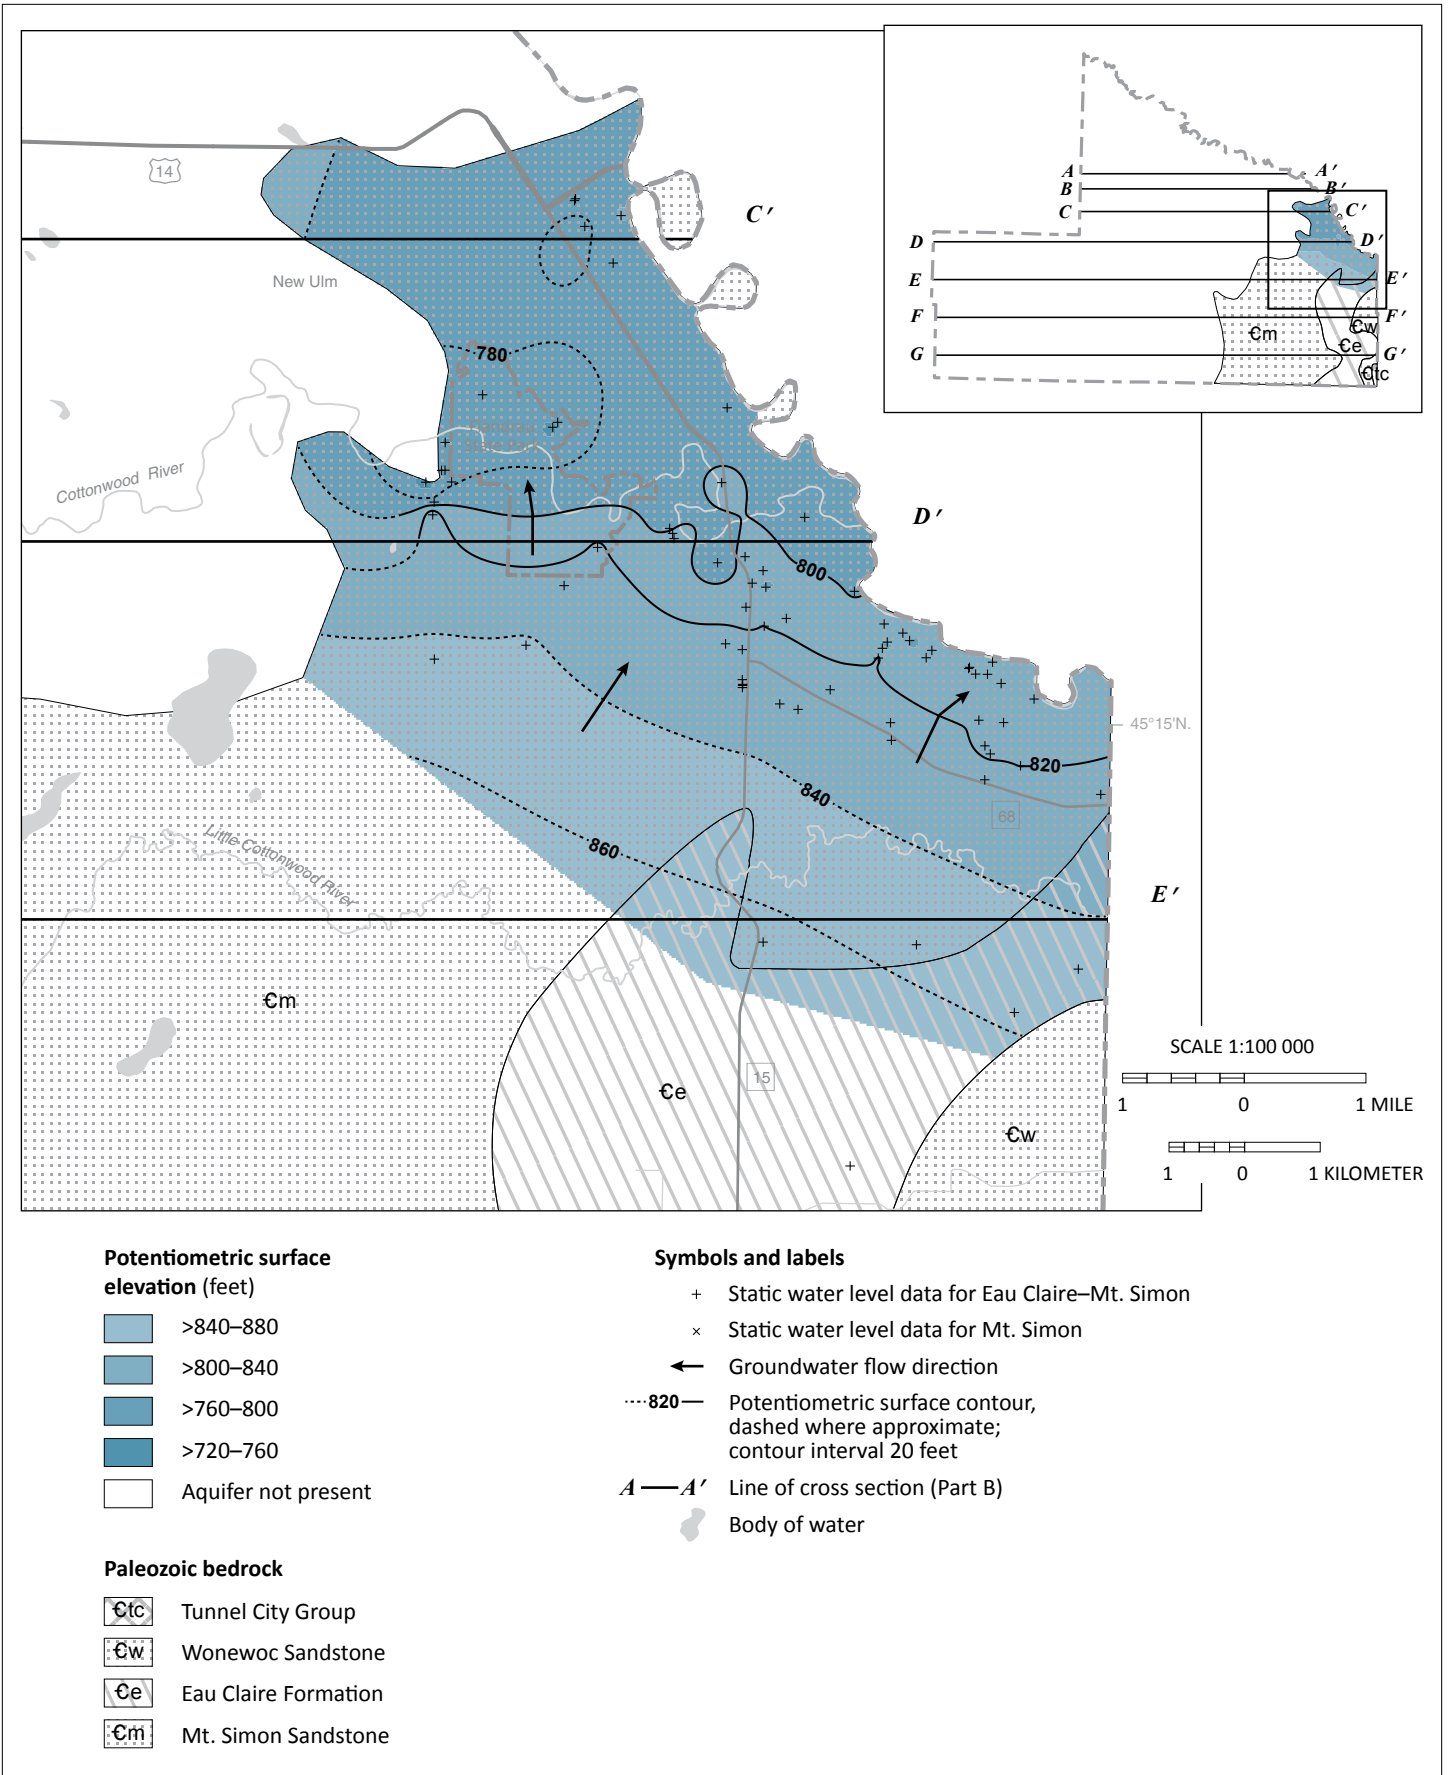 14
New Ulm
C′
780
Cottonwood River
D′
800
45°15'N.
820
68
840
860
Little Cottonwood River
E′
Єm
Єe
15
Єw
A A′
B B′
C C′
D D′
E E′
F F′
G G′
Єm
Єw
Єe
Єtc
SCALE 1:100 000
1 0 1 MILE
1 0 1 KILOMETER
Potentiometric surface
elevation (feet)
>840–880
>800–840
>760–800
>720–760
Aquifer not present
Paleozoic bedrock
Єtc Tunnel City Group
Єw Wonewoc Sandstone
Єe Eau Claire Formation
Єm Mt. Simon Sandstone
Symbols and labels
+ Static water level data for Eau Claire–Mt. Simon
× Static water level data for Mt. Simon
Groundwater flow direction
820 Potentiometric surface contour,
dashed where approximate;
contour interval 20 feet
A A′ Line of cross section (Part B)
Body of water